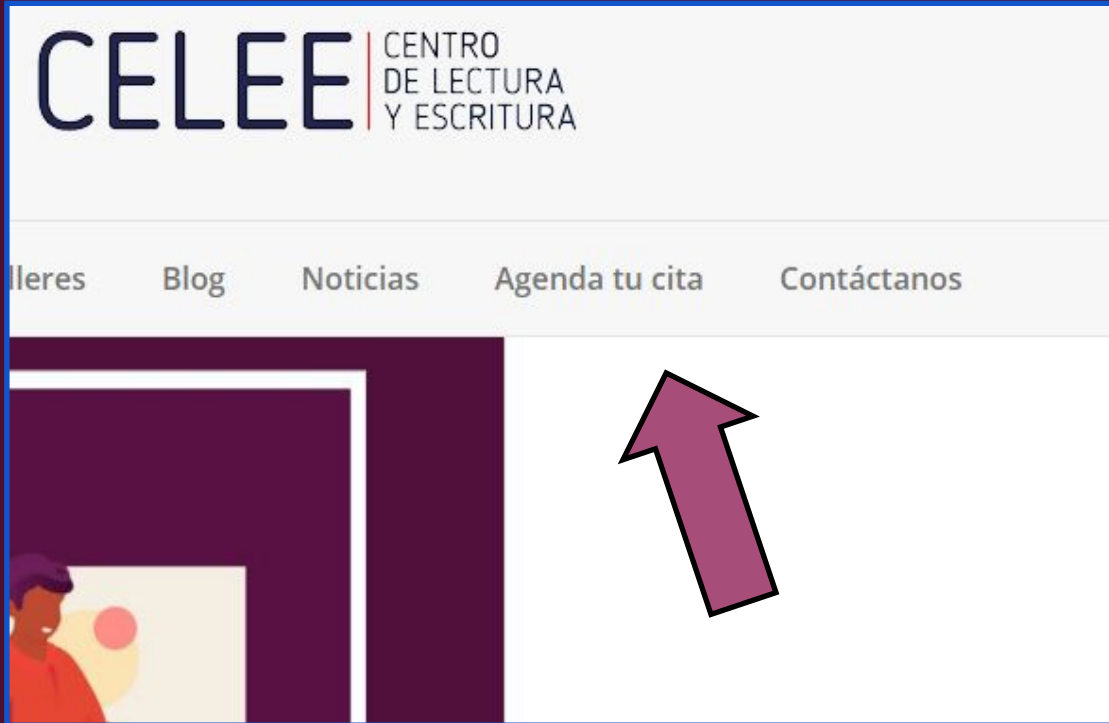 CELEE
CENTRO
DE LECTURA
Y ESCRITURA
lleres Blog Noticias Agenda tu cita Contáctanos